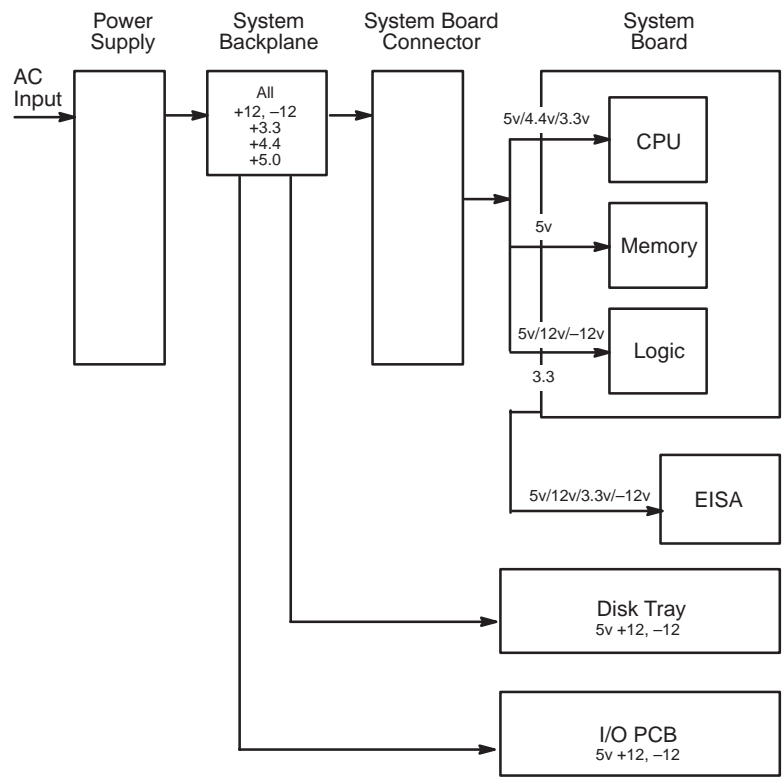 Power
Supply
System
Backplane
System Board
Connector
System
Board
AC
Input
All
+12, –12
+3.3
+4.4
+5.0
5v/4.4v/3.3v
CPU
5v
Memory
5v/12v/–12v
Logic
3.3
5v/12v/3.3v/–12v
EISA
Disk Tray
5v +12, –12
I/O PCB
5v +12, –12